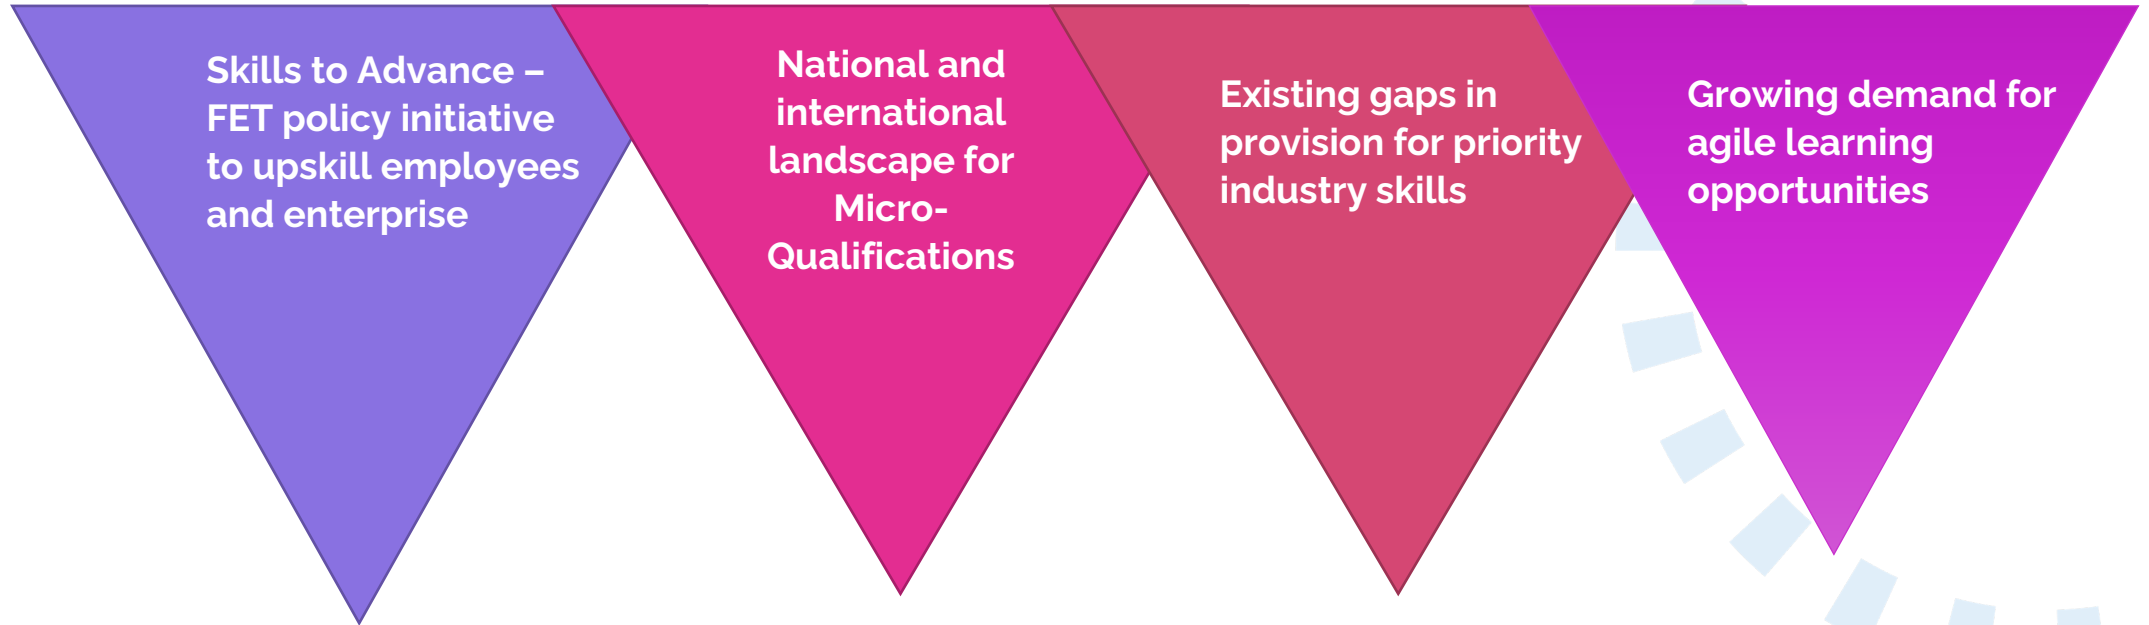 Skills to Advance –
FET policy initiative
to upskill employees
and enterprise
National and
international
landscape for
Micro-
Qualifications
Existing gaps in
provision for priority
industry skills
Growing demand for
agile learning
opportunities